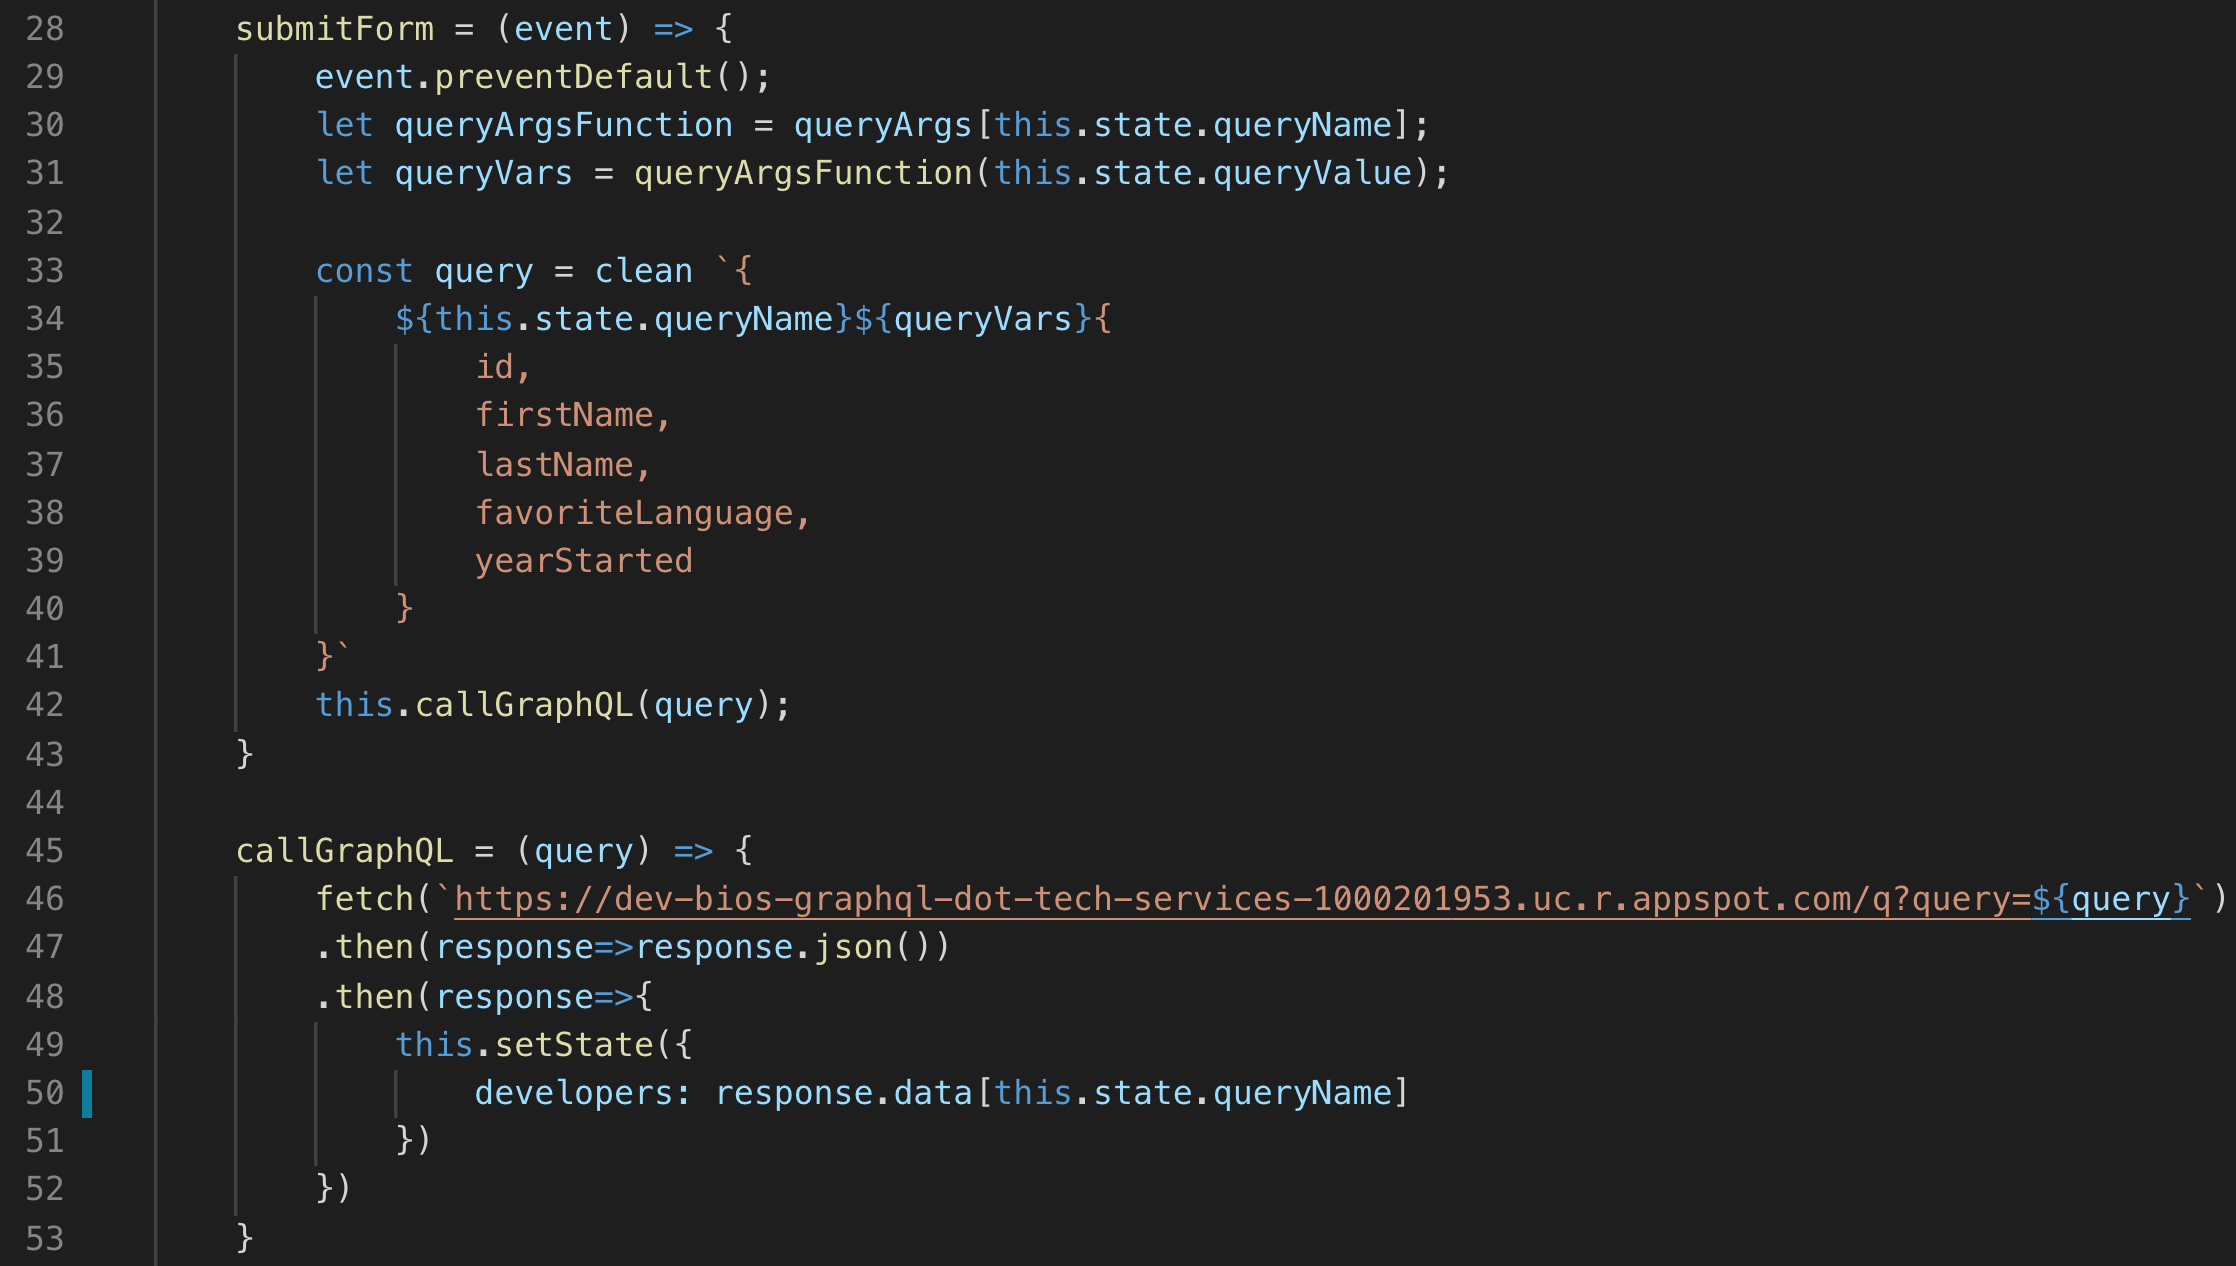 28 submitForm = (event) => {
29 event.preventDefault();
30 let queryArgsFunction = queryArgs[this.state.queryName];
31 let queryVars = queryArgsFunction(this.state.queryValue);
32
33 const query = clean `{
34 ${this.state.queryName}${queryVars}{
35 id,
36 firstName,
37 lastName,
38 favoriteLanguage,
39 yearStarted
40 }
41 }`
42 this.callGraphQL(query);
43 }
44
45 callGraphQL = (query) => {
46 fetch(`https://dev-bios-graphql-dot-tech-services-1000201953.uc.r.appspot.com/q?query=${query}`)
47 .then(response=>response.json())
48 .then(response=>{
49 this.setState({
50 developers: response.data[this.state.queryName]
51 })
52 })
53 }